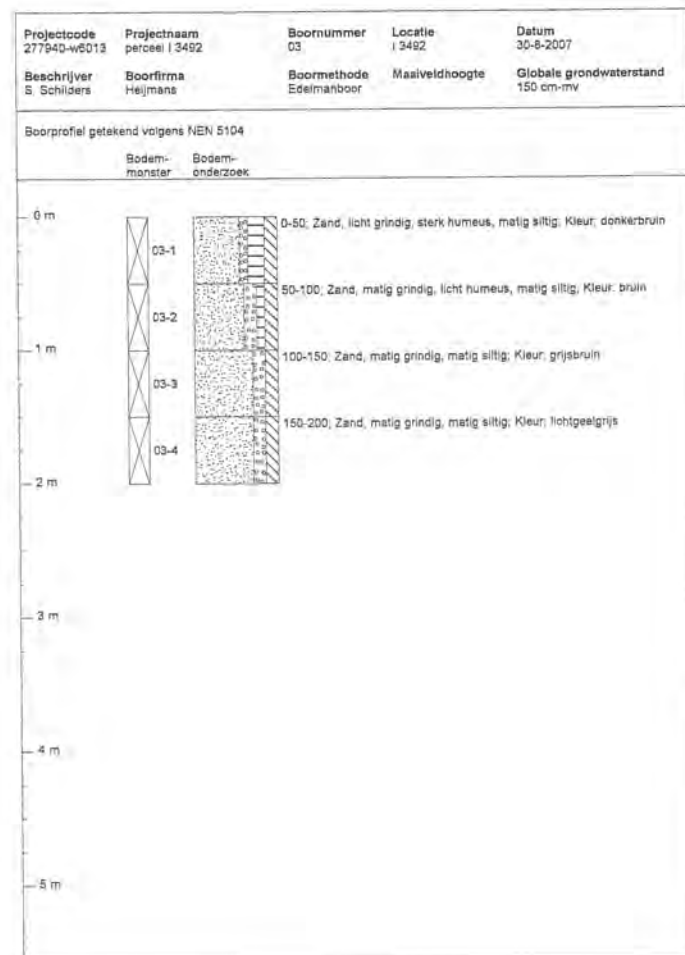 Projectcode Projectnaam Boornummer Locatie Datum
277940-w6013 perceel I 3492 03 I 3492 30-8-2007
Beschrijver Boorfirma Boormethode Maaiveldhoogte Globale grondwaterstand
S. Schilders Heijmans Edelmanboor 150 cm-mv
Boorprofiel getekend volgens NEN 5104
Bodem- Bodem-
monster onderzoek
0 m
0-50; Zand, licht grindig, sterk humeus, matig siltig; Kleur: donkerbruin
03-1
50-100; Zand, matig grindig, licht humeus, matig siltig; Kleur: bruin
03-2
1 m
100-150; Zand, matig grindig, matig siltig; Kleur: grijsbruin
03-3
150-200; Zand, matig grindig, matig siltig; Kleur: lichtgeelgrijs
03-4
2 m
3 m
4 m
5 m